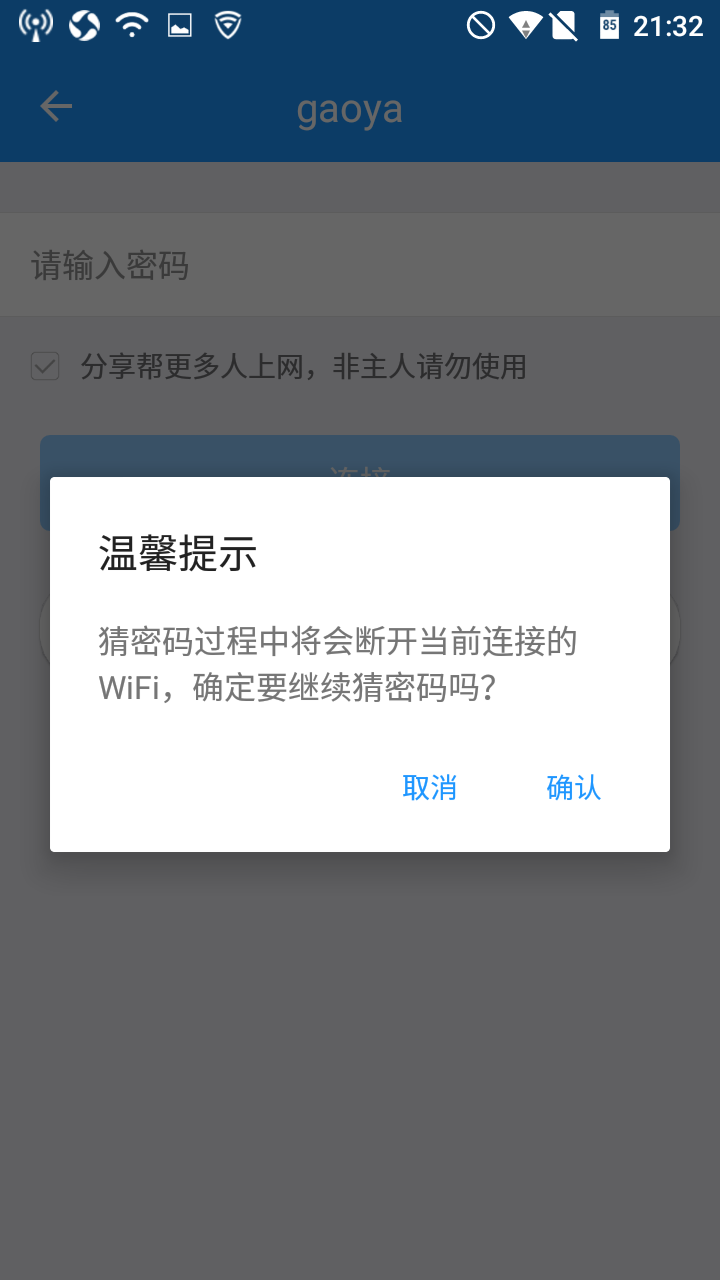 85 21:32
gaoya
请输入密码
分享帮更多人上网，非主人请勿使用
连接
温馨提示
猜密码过程中将会断开当前连接的
WiFi，确定要继续猜密码吗？
取消 确认